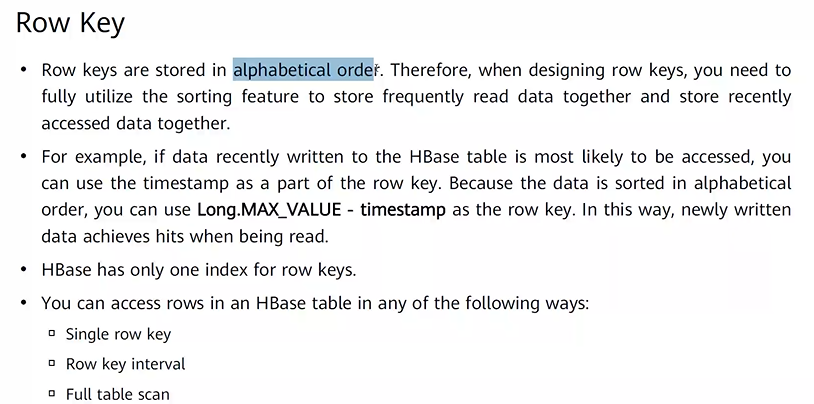 Row Key
• Row keys are stored in alphabetical order. Therefore, when designing row keys, you need to
fully utilize the sorting feature to store frequently read data together and store recently
accessed data together.
• For example, if data recently written to the HBase table is most likely to be accessed, you
can use the timestamp as a part of the row key. Because the data is sorted in alphabetical
order, you can use Long.MAX_VALUE - timestamp as the row key. In this way, newly written
data achieves hits when being read.
• HBase has only one index for row keys.
• You can access rows in an HBase table in any of the following ways:
▫ Single row key
▫ Row key interval
▫ Full table scan